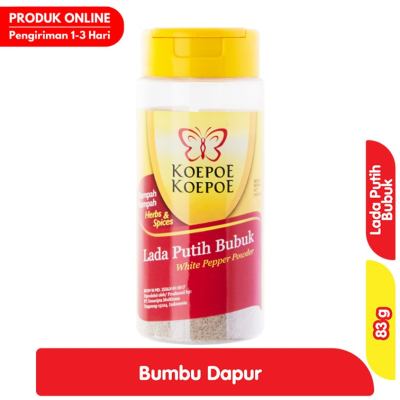 PRODUK ONLINE
Pengiriman 1-3 Hari
KOEPOE
KOEPOE
Herbs &
Spices
Lada Putih Bubuk
White Pepper Powder
Lada Putih
Bubuk
83 g
Bumbu Dapur